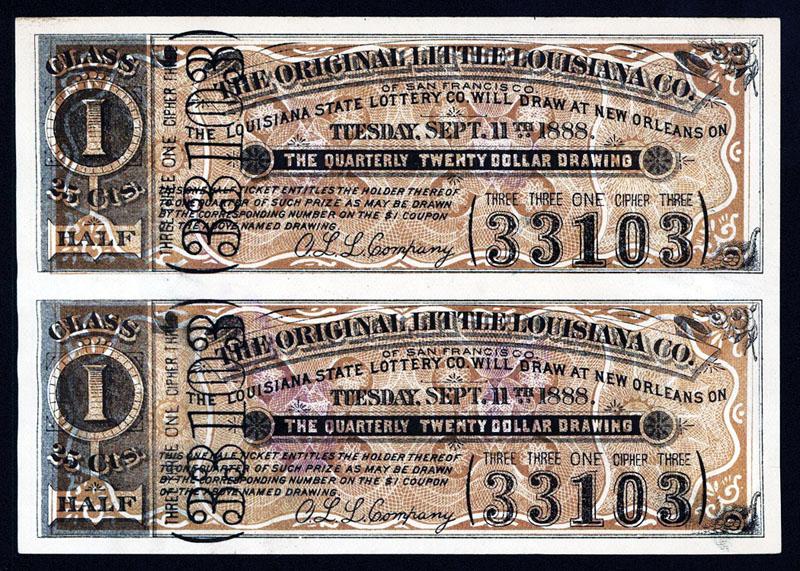 CLASS
I
25 CTS.
HALF
THREE THREE ONE CIPHER THREE
(33103)
THE ORIGINAL LITTLE LOUISIANA CO.
OF SAN FRANCISCO.
THE LOUISIANA STATE LOTTERY CO. WILL DRAW AT NEW ORLEANS ON
TUESDAY, SEPT. 11TH 1888.
THE QUARTERLY TWENTY DOLLAR DRAWING
THIS ONE HALF TICKET ENTITLES THE HOLDER THEREOF
TO ONE QUARTER OF SUCH PRIZE AS MAY BE DRAWN
BY THE CORRESPONDING NUMBER ON THE $1 COUPON
OF THE ABOVE NAMED DRAWING.
O.L.L. Company
THREE THREE ONE CIPHER THREE
(33103)
CLASS
I
25 CTS.
HALF
THREE THREE ONE CIPHER THREE
(33103)
THE ORIGINAL LITTLE LOUISIANA CO.
OF SAN FRANCISCO.
THE LOUISIANA STATE LOTTERY CO. WILL DRAW AT NEW ORLEANS ON
TUESDAY, SEPT. 11TH 1888.
THE QUARTERLY TWENTY DOLLAR DRAWING
THIS ONE HALF TICKET ENTITLES THE HOLDER THEREOF
TO ONE QUARTER OF SUCH PRIZE AS MAY BE DRAWN
BY THE CORRESPONDING NUMBER ON THE $1 COUPON
OF THE ABOVE NAMED DRAWING.
O.L.L. Company
THREE THREE ONE CIPHER THREE
(33103)